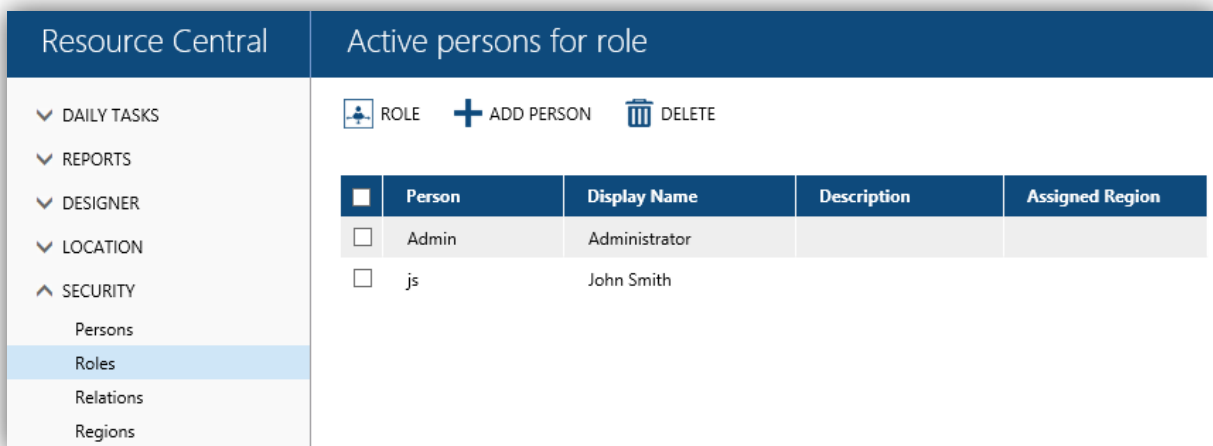 Resource Central
Active persons for role
DAILY TASKS
REPORTS
DESIGNER
LOCATION
SECURITY
Persons
Roles
Relations
Regions
ROLE ADD PERSON DELETE
Person Display Name Description Assigned Region
Admin Administrator
js John Smith